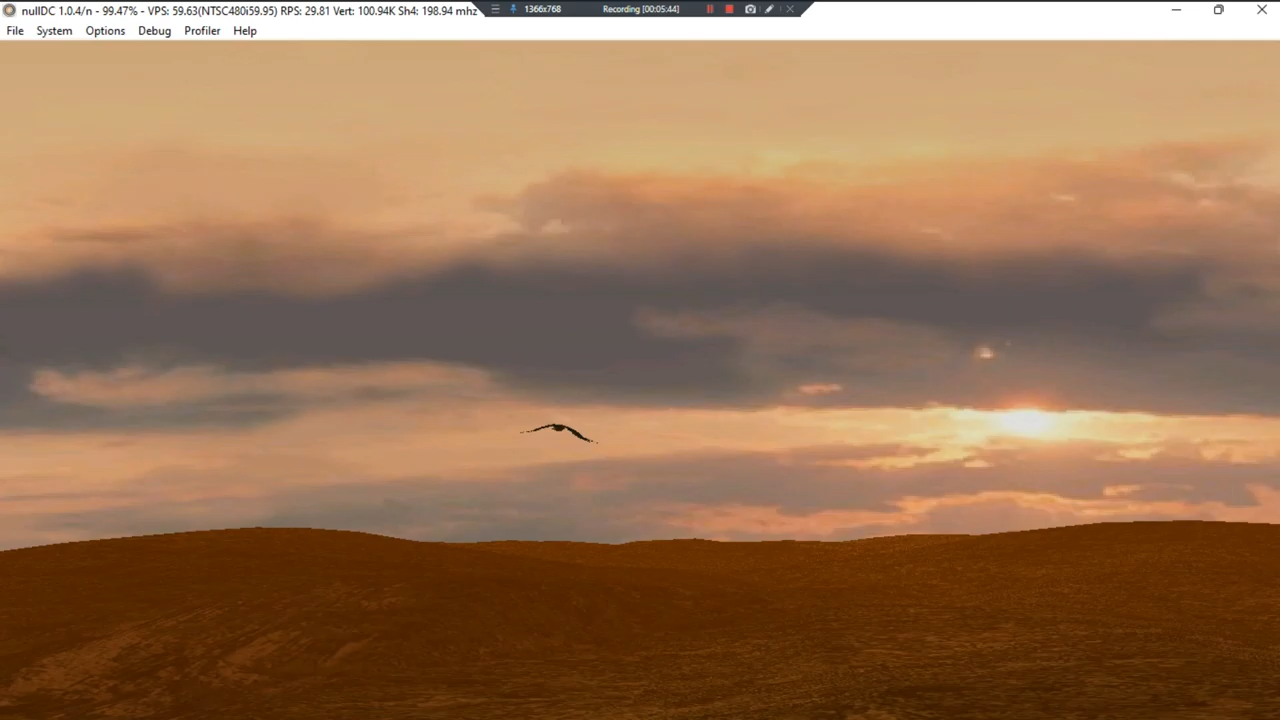 nullDC 1.0.4/n - 99.47% - VPS: 59.63(NTSC480i59.95) RPS: 29.81 Vert: 100.94K Sh4: 198.94 mhz
1366x768 Recording [00:05:44]
File System Options Debug Profiler Help